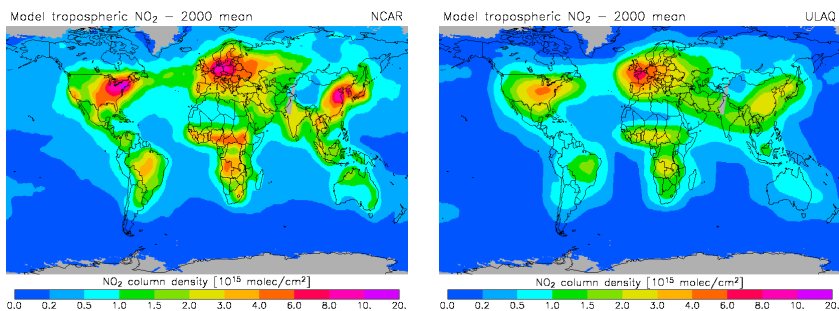 Model tropospheric NO₂ − 2000 mean NCAR
NO₂ column density [10¹⁵ molec/cm²]
0.0 0.2 0.5 1.0 1.5 2.0 3.0 4.0 6.0 8.0 10. 20.
Model tropospheric NO₂ − 2000 mean ULAQ
NO₂ column density [10¹⁵ molec/cm²]
0.0 0.2 0.5 1.0 1.5 2.0 3.0 4.0 6.0 8.0 10. 20.